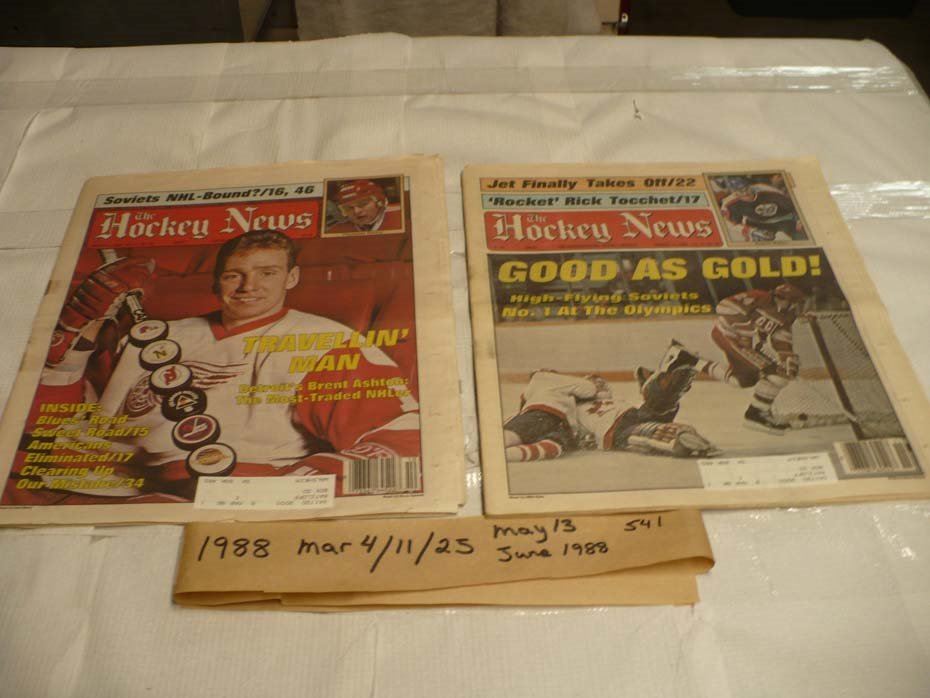 Soviets NHL-Bound?/16, 46
The
Hockey News
TRAVELLIN'
MAN
Detroit's Brent Ashton:
The Most-Traded NHLer
INSIDE:
Blues' Road
Sweet Road/15
Americans
Eliminated/17
Clearing Up
Our Mistake/34
Jet Finally Takes Off/22
'Rocket' Rick Tocchet/17
The
Hockey News
GOOD AS GOLD!
High-Flying Soviets
No. 1 At The Olympics
1988 Mar 4/11/25 May 13 541
June 1988